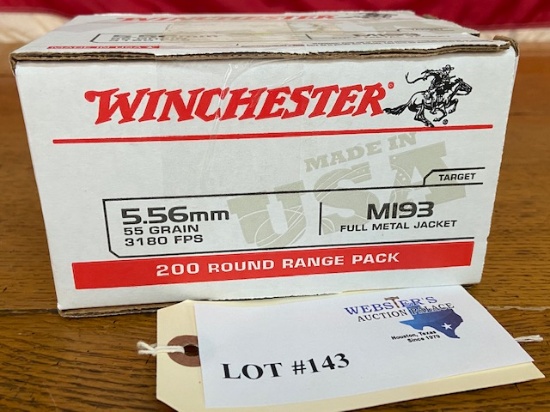 WINCHESTER
MADE IN
USA
TARGET
5.56mm
55 GRAIN
3180 FPS
M193
FULL METAL JACKET
200 ROUND RANGE PACK
WEBSTER'S
AUCTION PALACE
Houston, Texas
Since 1979
LOT #143